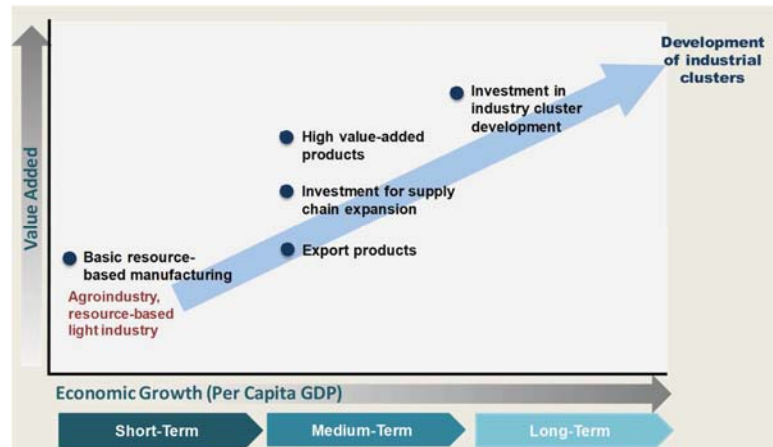 Development
of industrial
clusters
Investment in
industry cluster
development
High value-added
products
Investment for supply
chain expansion
Export products
Basic resource-
based manufacturing
Agroindustry,
resource-based
light industry
Value Added
Economic Growth (Per Capita GDP)
Short-Term
Medium-Term
Long-Term